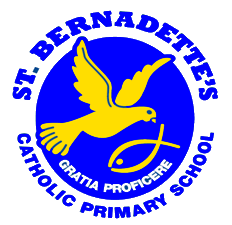 ST. BERNADETTE'S
GRATIA PROFICERE
CATHOLIC PRIMARY SCHOOL